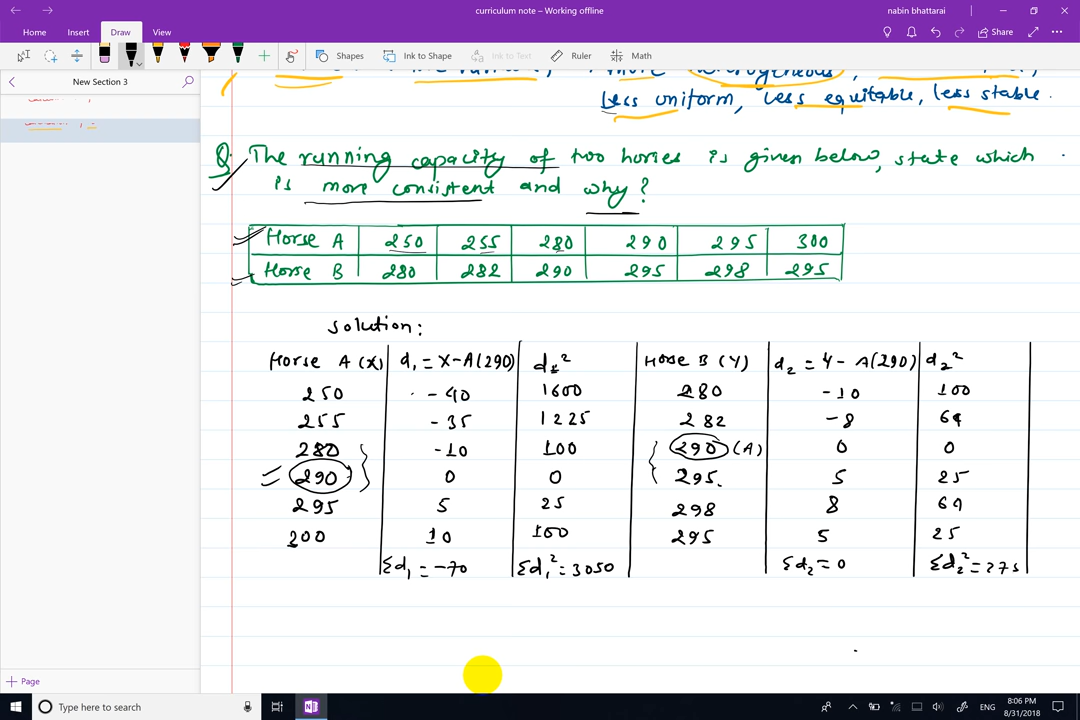 curriculum note – Working offline
nabin bhattarai
Home Insert Draw View
Share
Shapes Ink to Shape Ink to Text Ruler Math
New Section 3
less uniform, less equitable, less stable.
Q. The running capacity of two horses is given below, state which
is more consistent and why?
Horse A 250 255 280 290 295 300
Horse B 280 282 290 295 298 295
Solution:
Horse A (X) d₁ = X-A(290) d₁² Horse B (Y) d₂ = Y - A(290) d₂²
250 -40 1600 280 -10 100
255 -35 1225 282 -8 64
280 -10 100 290 (A) 0 0
290 0 0 295. 5 25
295 5 25 298 8 64
300 10 100 295 5 25
Σd₁ = -70 Σd₁² = 3050 Σd₂ = 0 Σd₂² = 278
+ Page
Type here to search
ENG
8:06 PM
8/31/2018